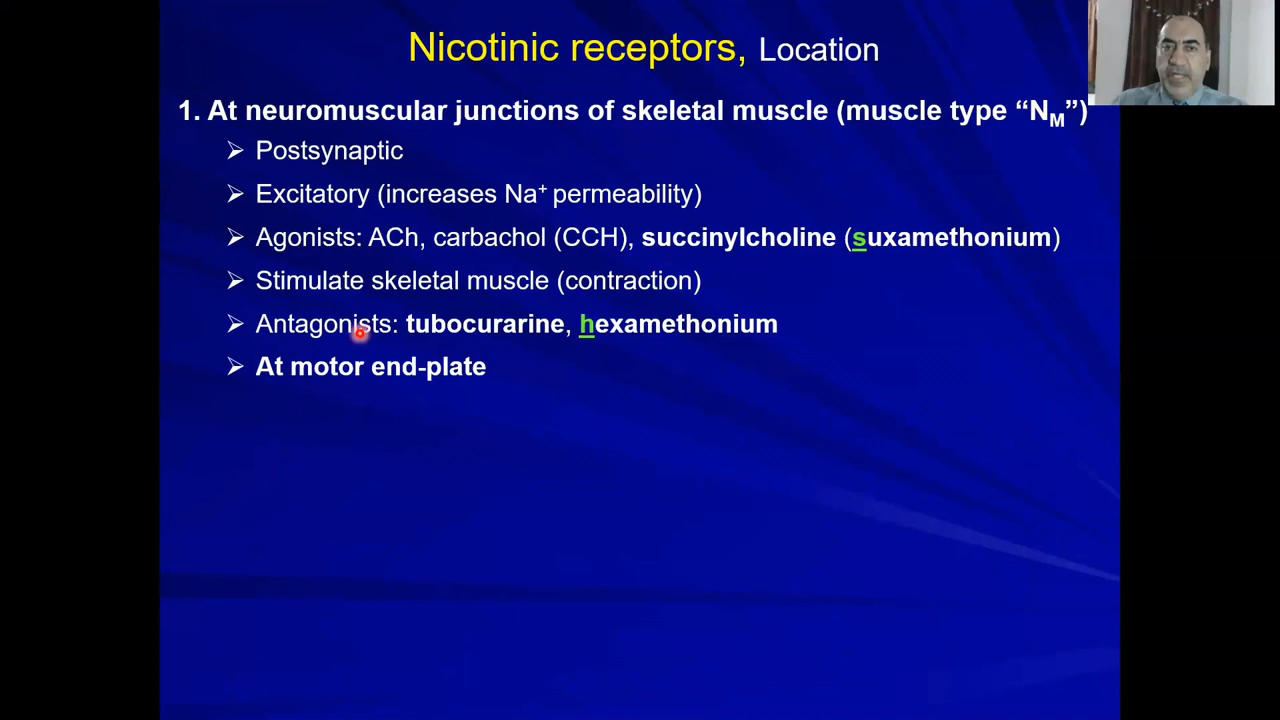 Nicotinic receptors, Location
1. At neuromuscular junctions of skeletal muscle (muscle type “NM”)
➢ Postsynaptic
➢ Excitatory (increases Na+ permeability)
➢ Agonists: ACh, carbachol (CCH), succinylcholine (suxamethonium)
➢ Stimulate skeletal muscle (contraction)
➢ Antagonists: tubocurarine, hexamethonium
➢ At motor end-plate